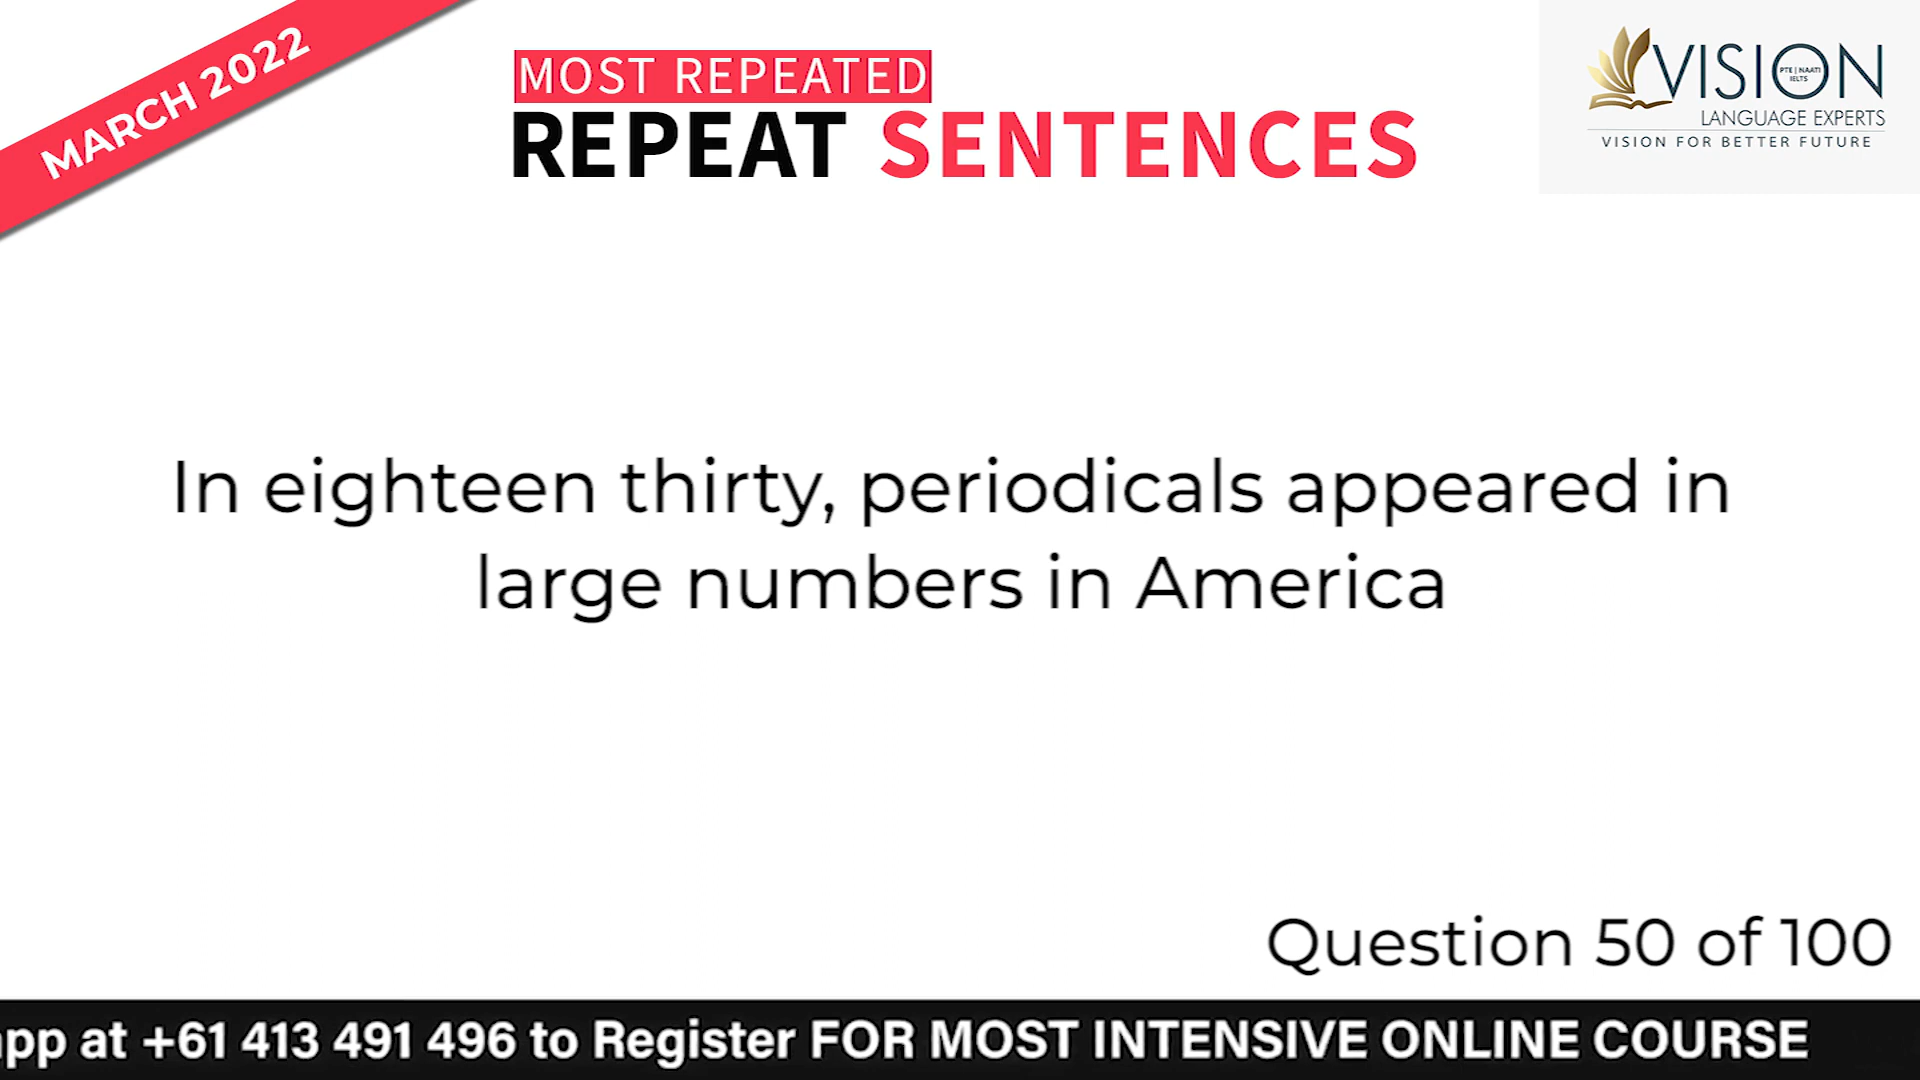 MARCH 2022
MOST REPEATED
REPEAT SENTENCES
VISION
PTE | NAATI
IELTS
LANGUAGE EXPERTS
VISION FOR BETTER FUTURE
In eighteen thirty, periodicals appeared in
large numbers in America
Question 50 of 100
pp at +61 413 491 496 to Register FOR MOST INTENSIVE ONLINE COURSE